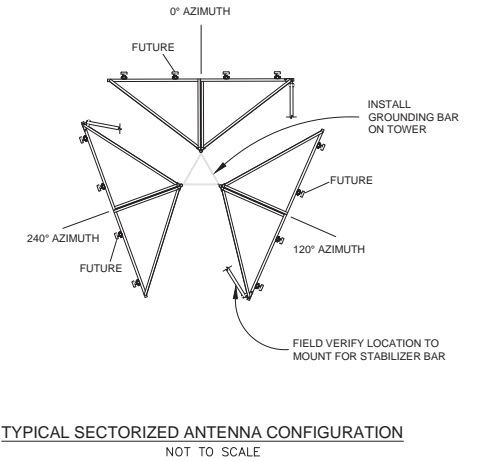 0° AZIMUTH
FUTURE
INSTALL
GROUNDING BAR
ON TOWER
FUTURE
240° AZIMUTH
120° AZIMUTH
FUTURE
FIELD VERIFY LOCATION TO
MOUNT FOR STABILIZER BAR
TYPICAL SECTORIZED ANTENNA CONFIGURATION
NOT TO SCALE